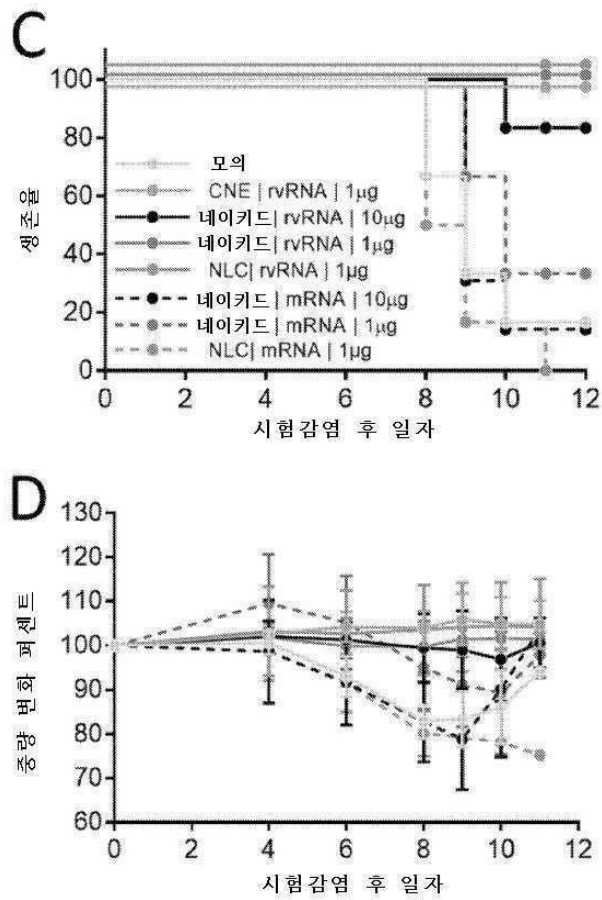 C
100
80
60
40
20
0
생존율
모의
CNE | rvRNA | 1µg
네이키드 | rvRNA | 10µg
네이키드 | rvRNA | 1µg
NLC | rvRNA | 1µg
네이키드 | mRNA | 10µg
네이키드 | mRNA | 1µg
NLC | mRNA | 1µg
0 2 4 6 8 10 12
시험감염 후 일자
D
130
120
110
100
90
80
70
60
중량 변화 퍼센트
0 2 4 6 8 10 12
시험감염 후 일자